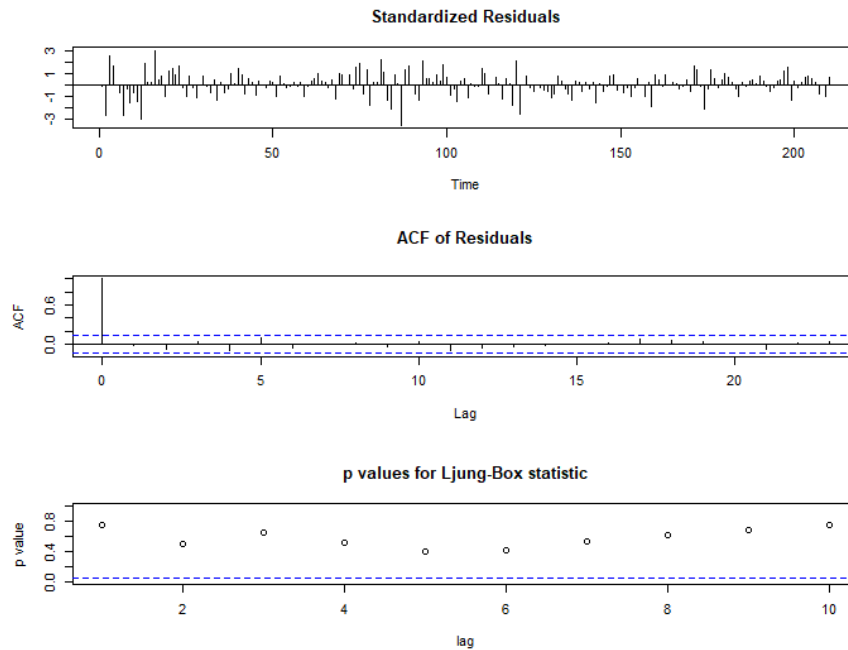 Standardized Residuals
3
1
-1
-3
0 50 100 150 200
Time
ACF of Residuals
ACF
0.6
0.0
0 5 10 15 20
Lag
p values for Ljung-Box statistic
p value
0.8
0.4
0.0
2 4 6 8 10
lag